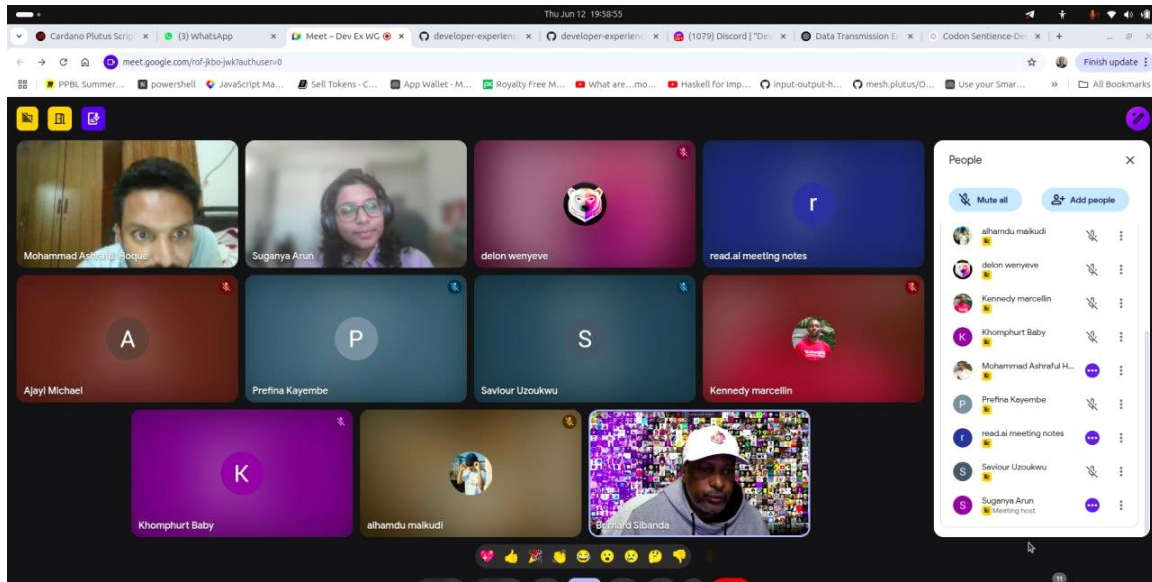 Thu Jun 12 19:58:55
Cardano Plutus Scrip
(3) WhatsApp
Meet – Dev Ex WG
developer-experienc
developer-experienc
(1079) Discord | "De
Data Transmission
Codon Sentience-De
meet.google.com/rof-jkbo-jwk?authuser=0
Finish update
PPBL Summer...
powershell
JavaScript Ma...
Sell Tokens - C...
App Wallet - M...
Royalty Free M...
What are...mo...
Haskell for Imp...
input-output-h...
mesh.plutus/O...
Use your Smar...
»
All Bookmarks
Mohammad Ashraful Hoque
Suganya Arun
delon wenyeve
r
read.ai meeting notes
A
Ajayi Michael
P
Prefina Kayembe
S
Saviour Uzoukwu
Kennedy marcellin
K
Khomphurt Baby
alhamdu maikudi
Bernard Sibanda
People
Mute all
Add people
alhamdu maikudi
delon wenyeve
Kennedy marcellin
K
Khomphurt Baby
Mohammad Ashraful H...
P
Prefina Kayembe
r
read.ai meeting notes
S
Saviour Uzoukwu
S
Suganya Arun
Meeting host
11